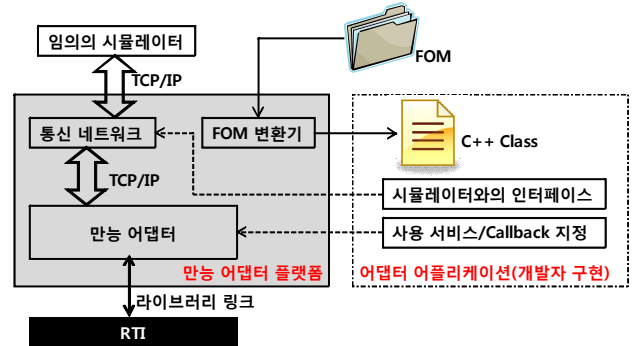 임의의 시뮬레이터
FOM
TCP/IP
통신 네트워크
FOM 변환기
C++ Class
TCP/IP
시뮬레이터와의 인터페이스
만능 어댑터
사용 서비스/Callback 지정
만능 어댑터 플랫폼
어댑터 어플리케이션(개발자 구현)
라이브러리 링크
RTI